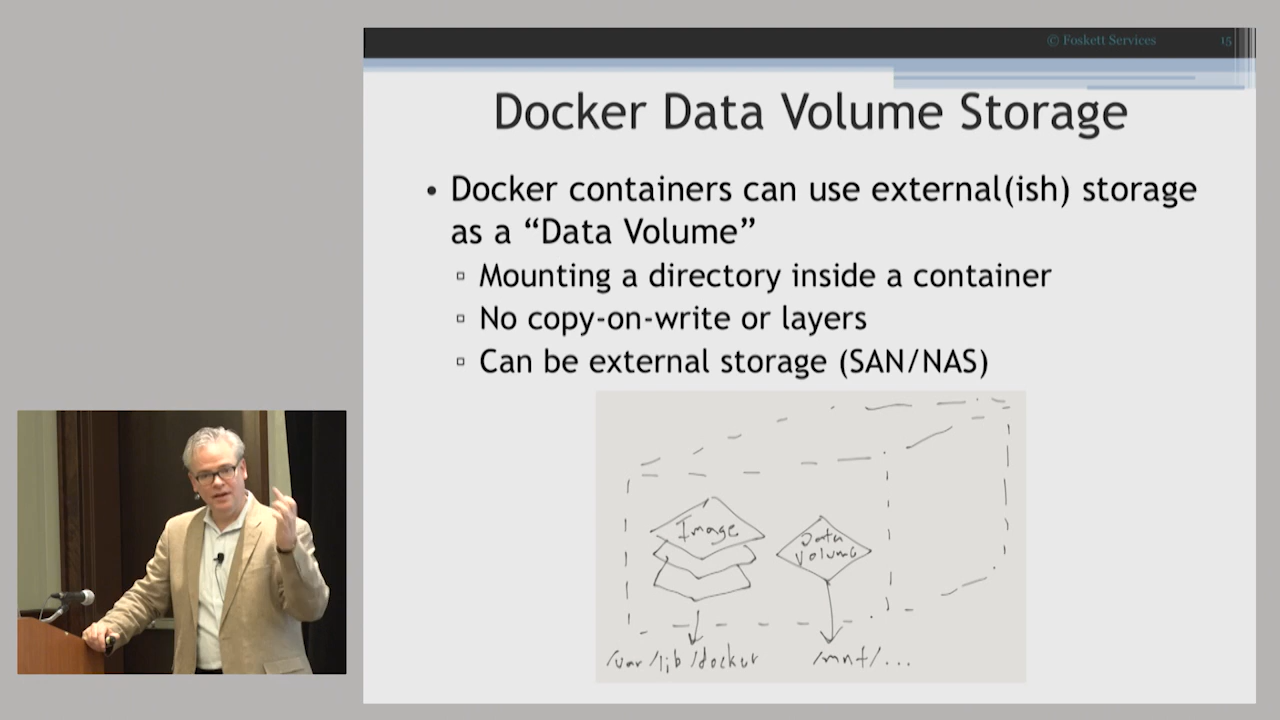 © Foskett Services 15
Docker Data Volume Storage
• Docker containers can use external(ish) storage
as a “Data Volume”
▫ Mounting a directory inside a container
▫ No copy-on-write or layers
▫ Can be external storage (SAN/NAS)
Image
Data
Volume
/var/lib/docker
/mnt/...